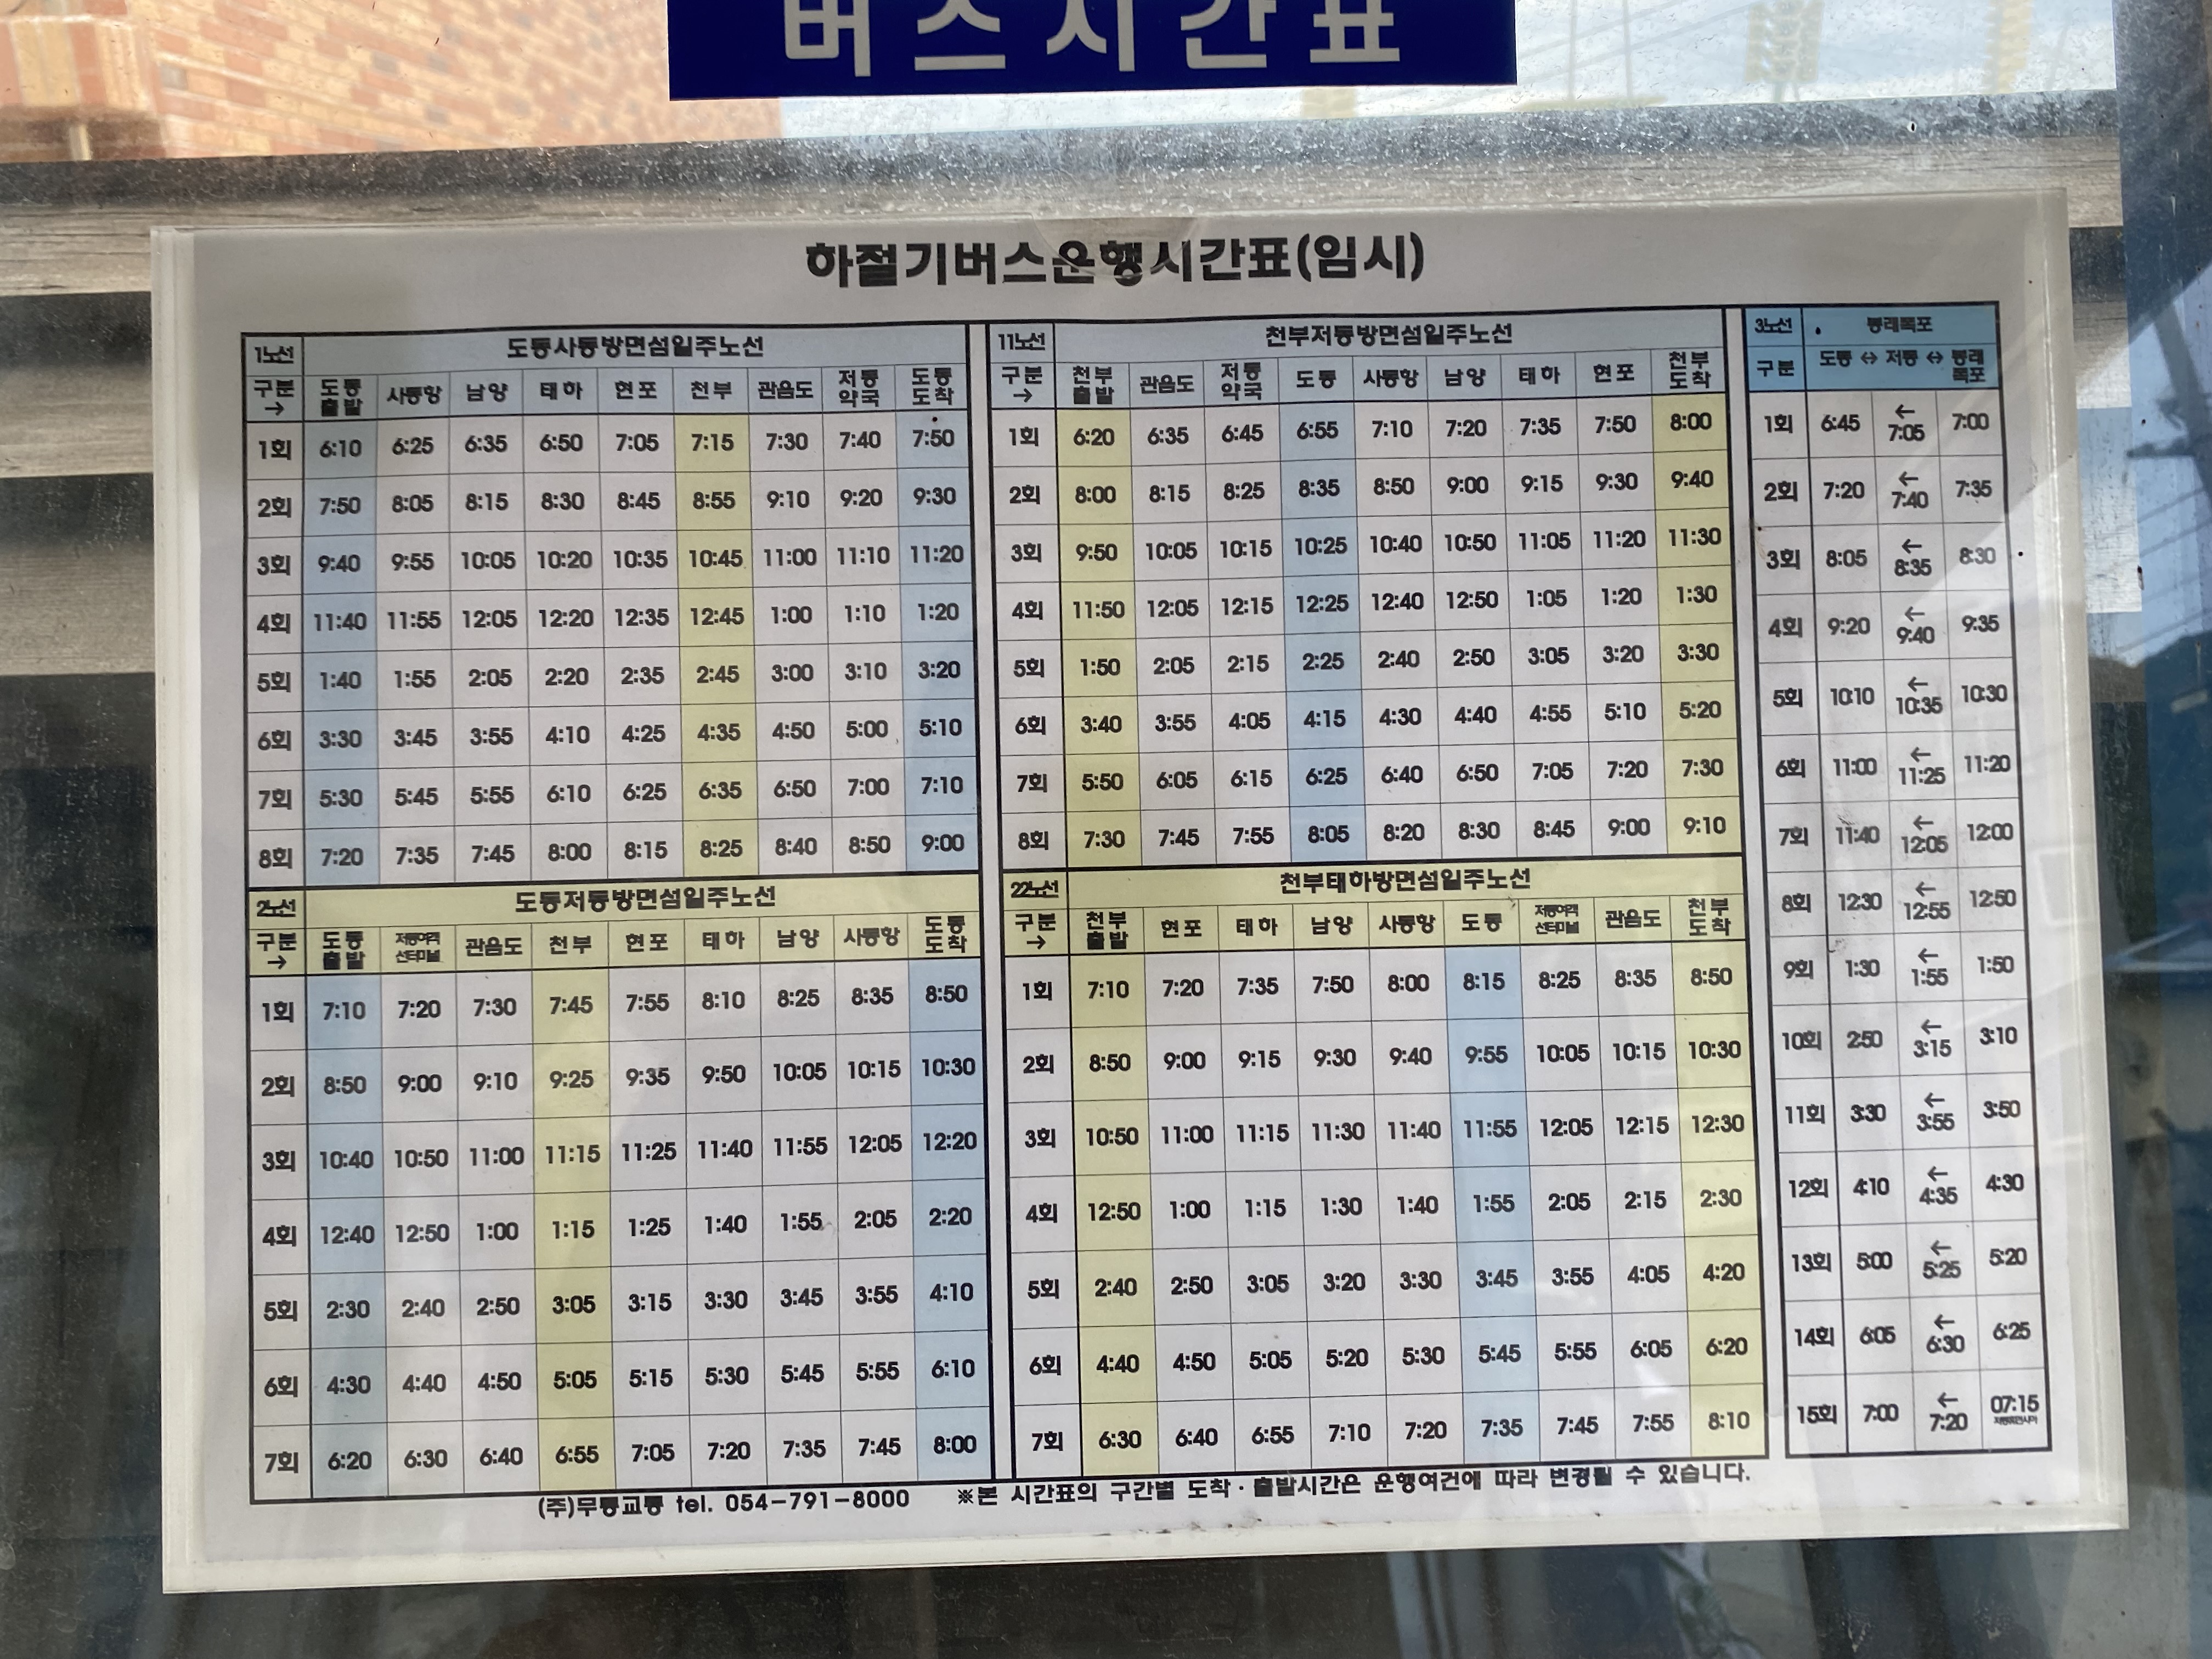 버스시간표
하절기버스운행시간표(임시)
1노선 도동사동방면섬일주노선
구분 → 도동출발 사동항 남양 태하 현포 천부 관음도 저동약국 도동도착
1회 6:10 6:25 6:35 6:50 7:05 7:15 7:30 7:40 7:50
2회 7:50 8:05 8:15 8:30 8:45 8:55 9:10 9:20 9:30
3회 9:40 9:55 10:05 10:20 10:35 10:45 11:00 11:10 11:20
4회 11:40 11:55 12:05 12:20 12:35 12:45 1:00 1:10 1:20
5회 1:40 1:55 2:05 2:20 2:35 2:45 3:00 3:10 3:20
6회 3:30 3:45 3:55 4:10 4:25 4:35 4:50 5:00 5:10
7회 5:30 5:45 5:55 6:10 6:25 6:35 6:50 7:00 7:10
8회 7:20 7:35 7:45 8:00 8:15 8:25 8:40 8:50 9:00
2노선 도동저동방면섬일주노선
구분 → 도동출발 저동여객선터미널 관음도 천부 현포 태하 남양 사동항 도동도착
1회 7:10 7:20 7:30 7:45 7:55 8:10 8:25 8:35 8:50
2회 8:50 9:00 9:10 9:25 9:35 9:50 10:05 10:15 10:30
3회 10:40 10:50 11:00 11:15 11:25 11:40 11:55 12:05 12:20
4회 12:40 12:50 1:00 1:15 1:25 1:40 1:55 2:05 2:20
5회 2:30 2:40 2:50 3:05 3:15 3:30 3:45 3:55 4:10
6회 4:30 4:40 4:50 5:05 5:15 5:30 5:45 5:55 6:10
7회 6:20 6:30 6:40 6:55 7:05 7:20 7:35 7:45 8:00
11노선 천부저동방면섬일주노선
구분 → 천부출발 관음도 저동약국 도동 사동항 남양 태하 현포 천부도착
1회 6:20 6:35 6:45 6:55 7:10 7:20 7:35 7:50 8:00
2회 8:00 8:15 8:25 8:35 8:50 9:00 9:15 9:30 9:40
3회 9:50 10:05 10:15 10:25 10:40 10:50 11:05 11:20 11:30
4회 11:50 12:05 12:15 12:25 12:40 12:50 1:05 1:20 1:30
5회 1:50 2:05 2:15 2:25 2:40 2:50 3:05 3:20 3:30
6회 3:40 3:55 4:05 4:15 4:30 4:40 4:55 5:10 5:20
7회 5:50 6:05 6:15 6:25 6:40 6:50 7:05 7:20 7:30
8회 7:30 7:45 7:55 8:05 8:20 8:30 8:45 9:00 9:10
22노선 천부태하방면섬일주노선
구분 → 천부출발 현포 태하 남양 사동항 도동 저동여객선터미널 관음도 천부도착
1회 7:10 7:20 7:35 7:50 8:00 8:15 8:25 8:35 8:50
2회 8:50 9:00 9:15 9:30 9:40 9:55 10:05 10:15 10:30
3회 10:50 11:00 11:15 11:30 11:40 11:55 12:05 12:15 12:30
4회 12:50 1:00 1:15 1:30 1:40 1:55 2:05 2:15 2:30
5회 2:40 2:50 3:05 3:20 3:30 3:45 3:55 4:05 4:20
6회 4:40 4:50 5:05 5:20 5:30 5:45 5:55 6:05 6:20
7회 6:30 6:40 6:55 7:10 7:20 7:35 7:45 7:55 8:10
3노선 봉래폭포
구분 도동 ⇔ 저동 ⇔ 봉래폭포
1회 6:45 ← 7:05 7:00
2회 7:20 ← 7:40 7:35
3회 8:05 ← 8:35 8:30
4회 9:20 ← 9:40 9:35
5회 10:10 ← 10:35 10:30
6회 11:00 ← 11:25 11:20
7회 11:40 ← 12:05 12:00
8회 12:30 ← 12:55 12:50
9회 1:30 ← 1:55 1:50
10회 2:50 ← 3:15 3:10
11회 3:30 ← 3:55 3:50
12회 4:10 ← 4:35 4:30
13회 5:00 ← 5:25 5:20
14회 6:05 ← 6:30 6:25
15회 7:00 ← 7:20 07:15
(주)무릉교통 tel. 054-791-8000 ※본 시간표의 구간별 도착·출발시간은 운행여건에 따라 변경될 수 있습니다.